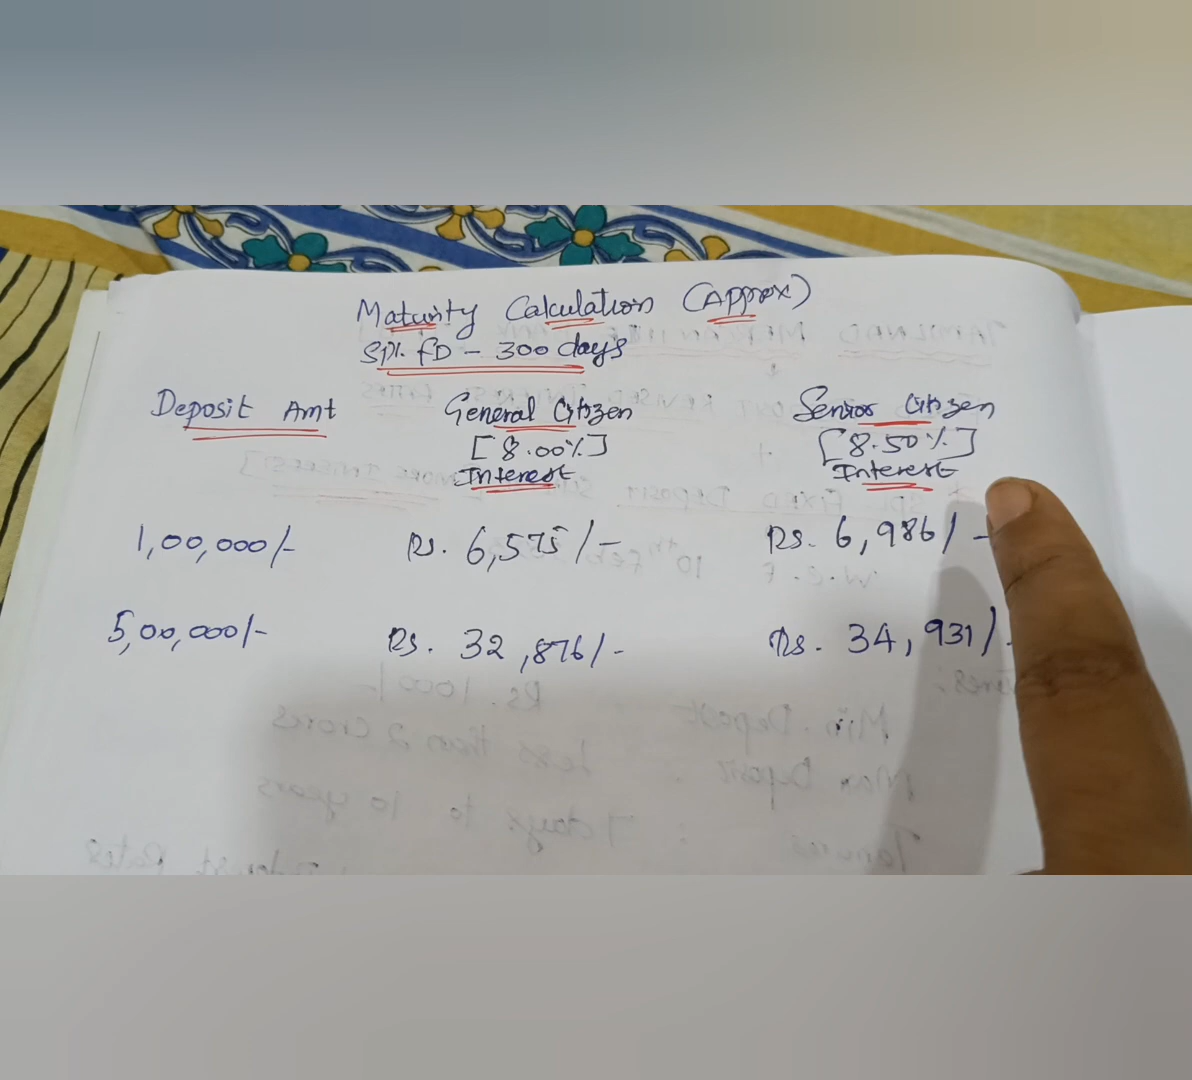 Maturity Calculation (Approx)
Spl. FD - 300 days
Deposit Amt General Citizen Senior Citizen
[8.00%] [8.50%]
Interest Interest
1,00,000/- Rs. 6,575/- Rs. 6,986/-
5,00,000/- Rs. 32,876/- Rs. 34,931/-